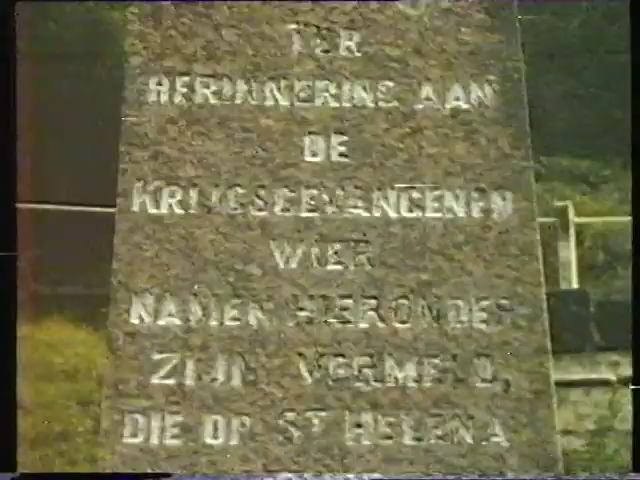 TER
HERINNERING AAN
DE
KRIJGSGEVANGENEN
WIER
NAMEN HIERONDER
ZIJN VERMELD,
DIE OP ST HELENA